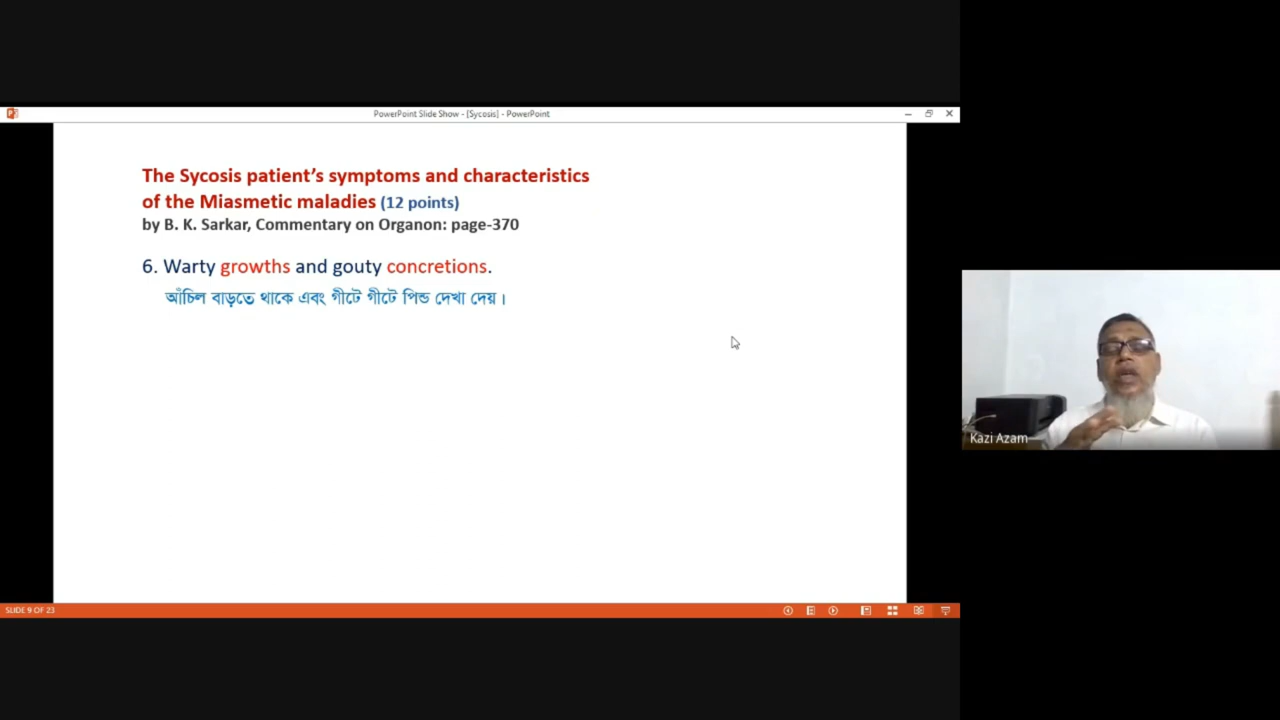 PowerPoint Slide Show - [Sycosis] - PowerPoint
The Sycosis patient's symptoms and characteristics
of the Miasmetic maladies (12 points)
by B. K. Sarkar, Commentary on Organon: page-370
6. Warty growths and gouty concretions.
আঁচিল বাড়তে থাকে এবং গীটে গীটে পিন্ড দেখা দেয়।
Kazi Azam
SLIDE 9 OF 23